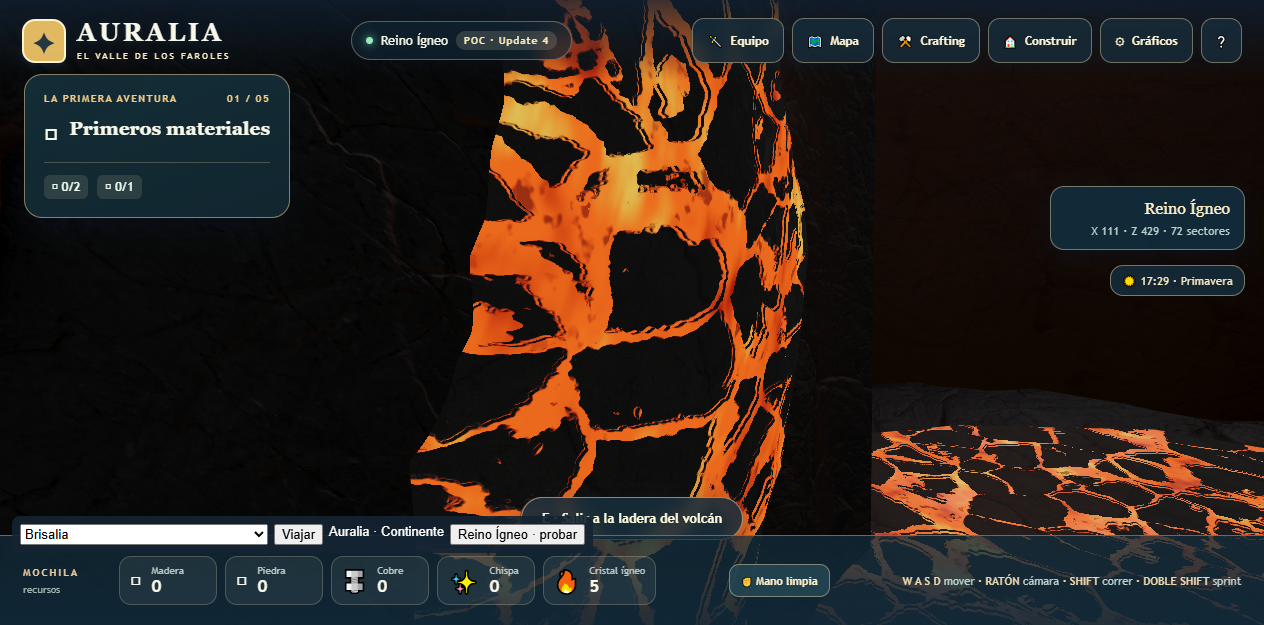 AURALIA
EL VALLE DE LOS FAROLES
Reino Ígneo POC · Update 4
Equipo
Mapa
Crafting
Construir
Gráficos
?
LA PRIMERA AVENTURA 01 / 05
Primeros materiales
0/2 0/1
Reino Ígneo
X 111 · Z 429 · 72 sectores
17:29 · Primavera
a la ladera del volcán
Brisalia Viajar Auralia · Continente Reino Ígneo · probar
MOCHILA
recursos
Madera
0
Piedra
0
Cobre
0
Chispa
0
Cristal ígneo
5
Mano limpia
W A S D mover · RATÓN cámara · SHIFT correr · DOBLE SHIFT sprint